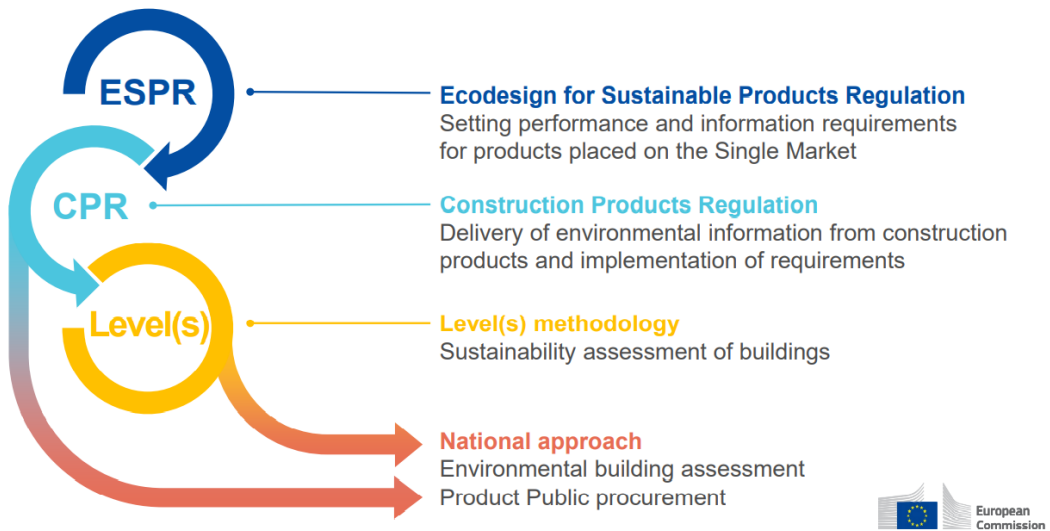 ESPR
Ecodesign for Sustainable Products Regulation
Setting performance and information requirements
for products placed on the Single Market
CPR
Construction Products Regulation
Delivery of environmental information from construction
products and implementation of requirements
Level(s)
Level(s) methodology
Sustainability assessment of buildings
National approach
Environmental building assessment
Product Public procurement
European
Commission